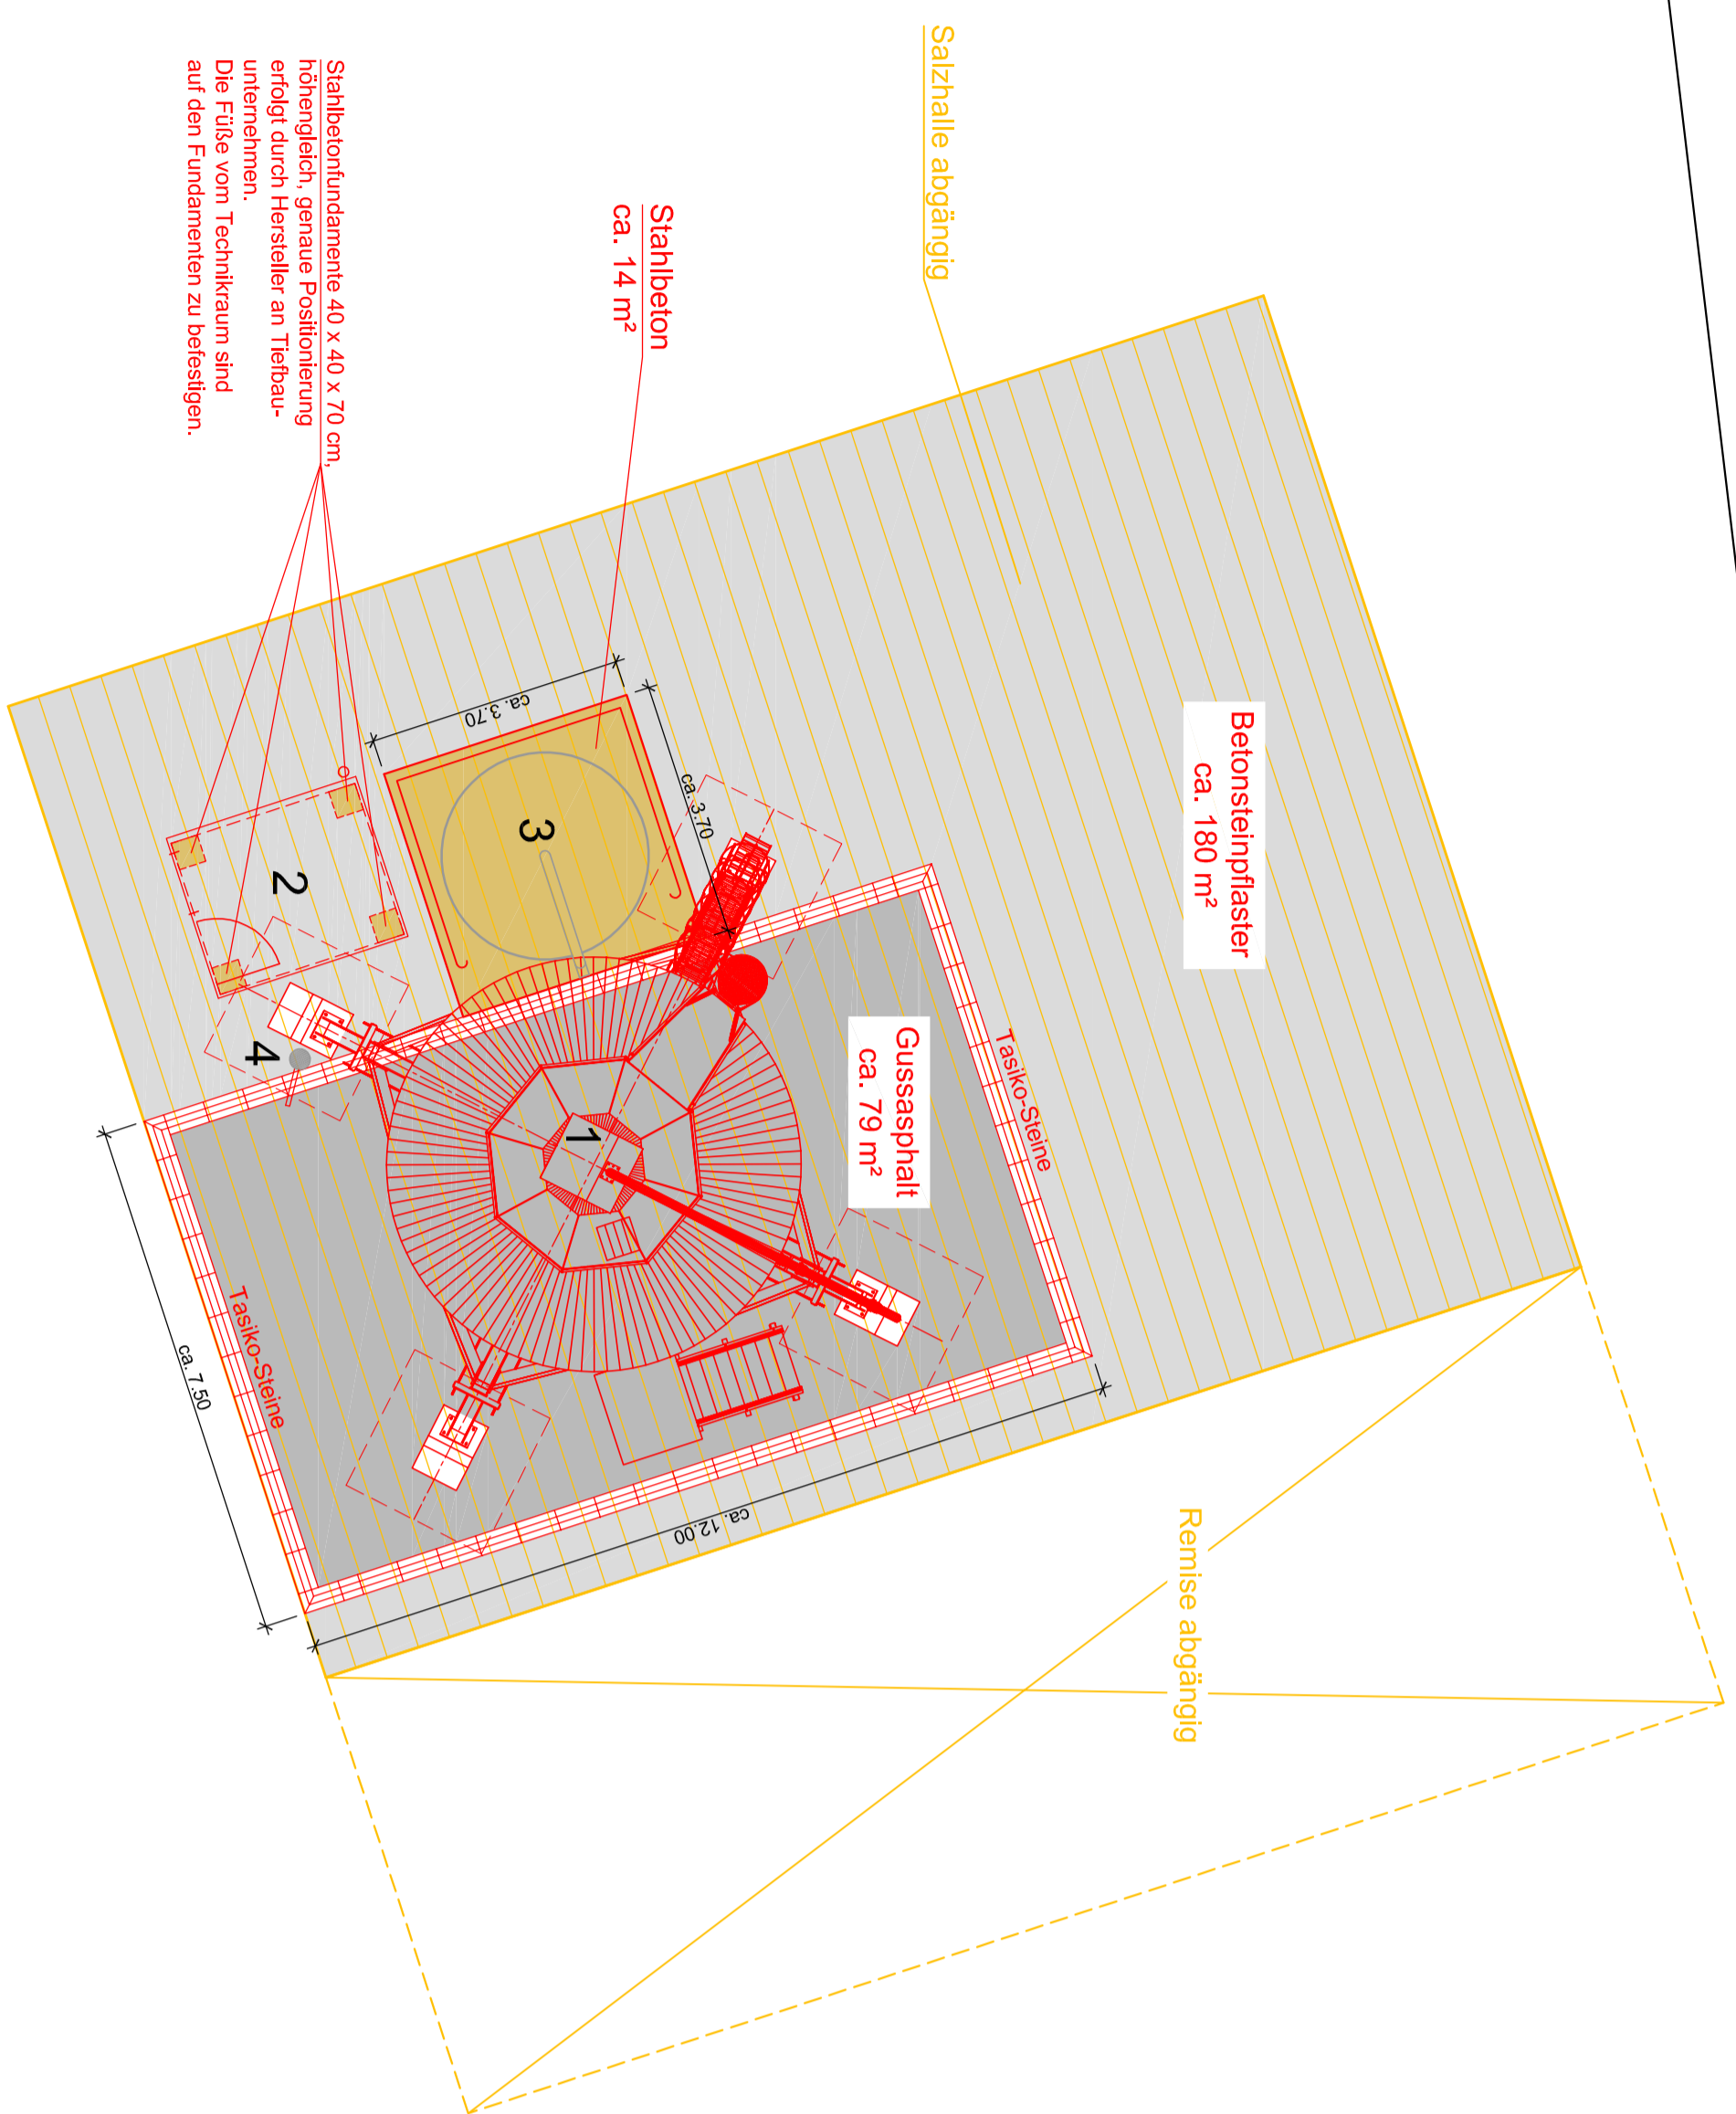 Salzhalle abgängig
Stahlbeton
ca. 14 m²
Stahlbetonfundamente 40 x 40 x 70 cm,
höhengleich, genaue Positionierung
erfolgt durch Hersteller an Tiefbau-
unternehmen.
Die Füße vom Technikraum sind
auf den Fundamenten zu befestigen.
Betonsteinpflaster
ca. 180 m²
ca. 3.70
ca. 3.70
3
2
4
1
Gussasphalt
ca. 79 m²
Tasiko-Steine
Tasiko-Steine
ca. 7.50
ca. 12.00
Remise abgängig